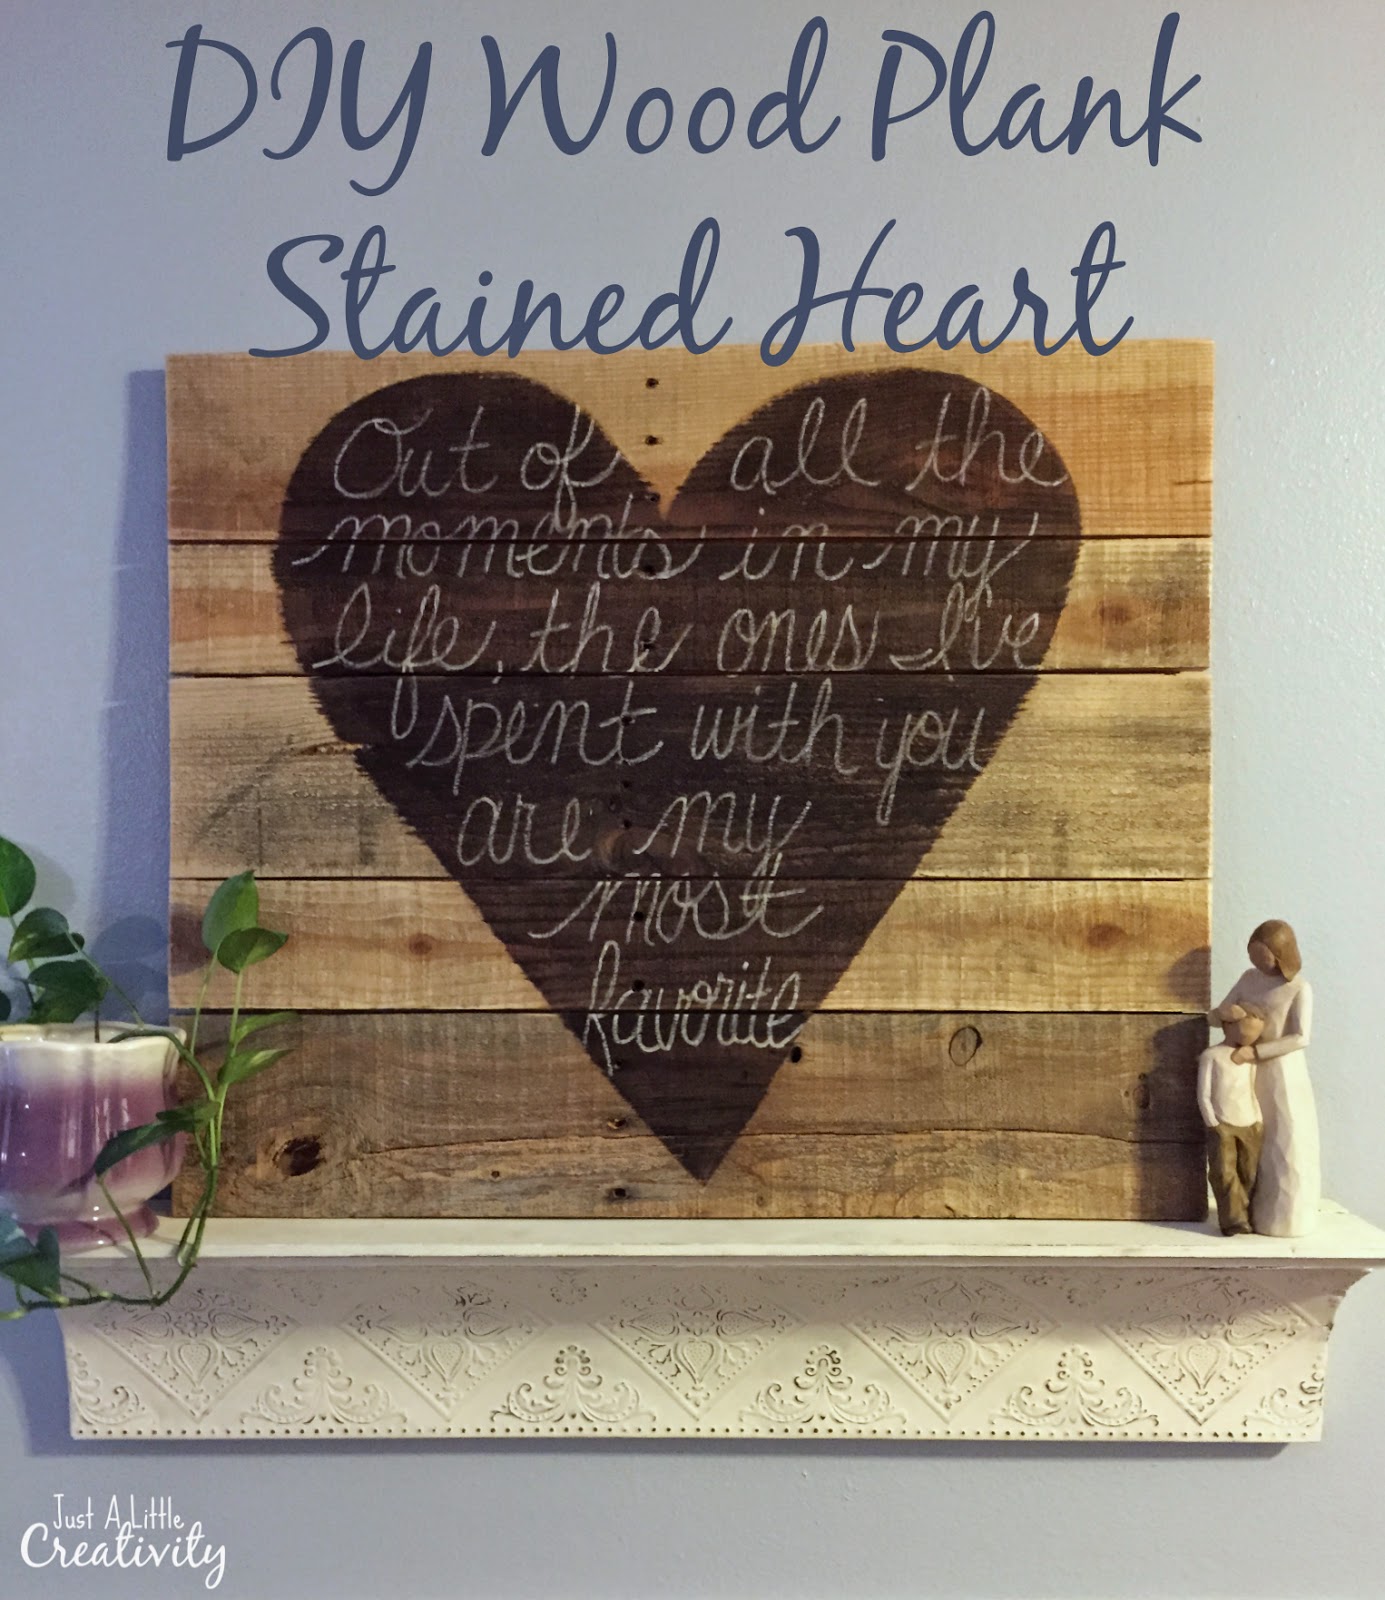 DIY Wood Plank
Stained Heart
Out of all the
moments in my
life, the ones I've
spent with you
are my
most
favorite
Just A Little
Creativity